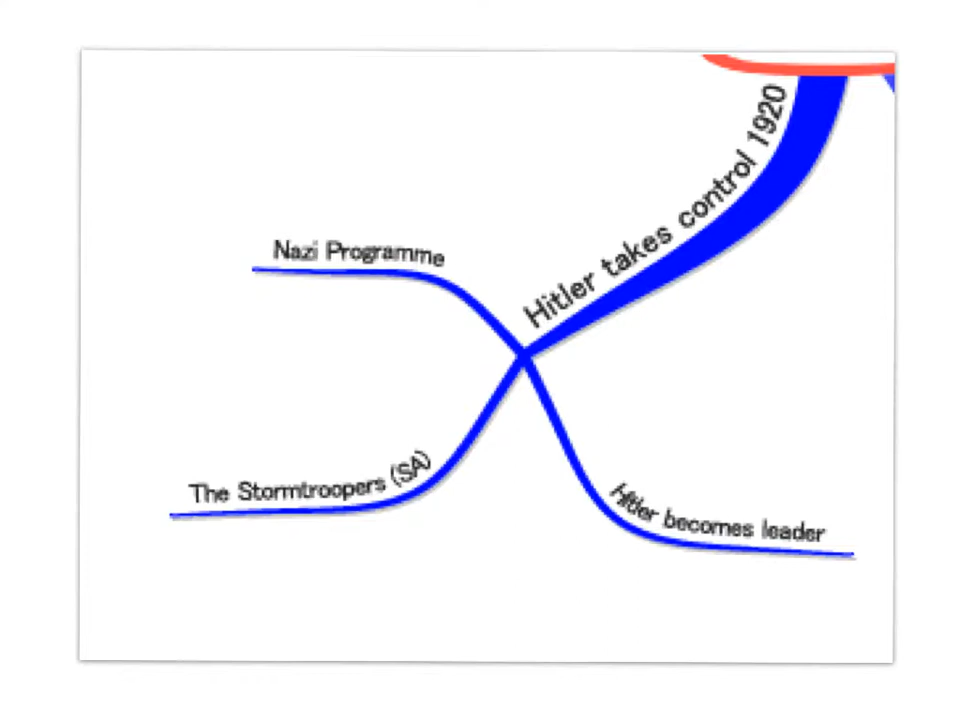 Hitler takes control 1920
Nazi Programme
The Stormtroopers (SA)
Hitler becomes leader